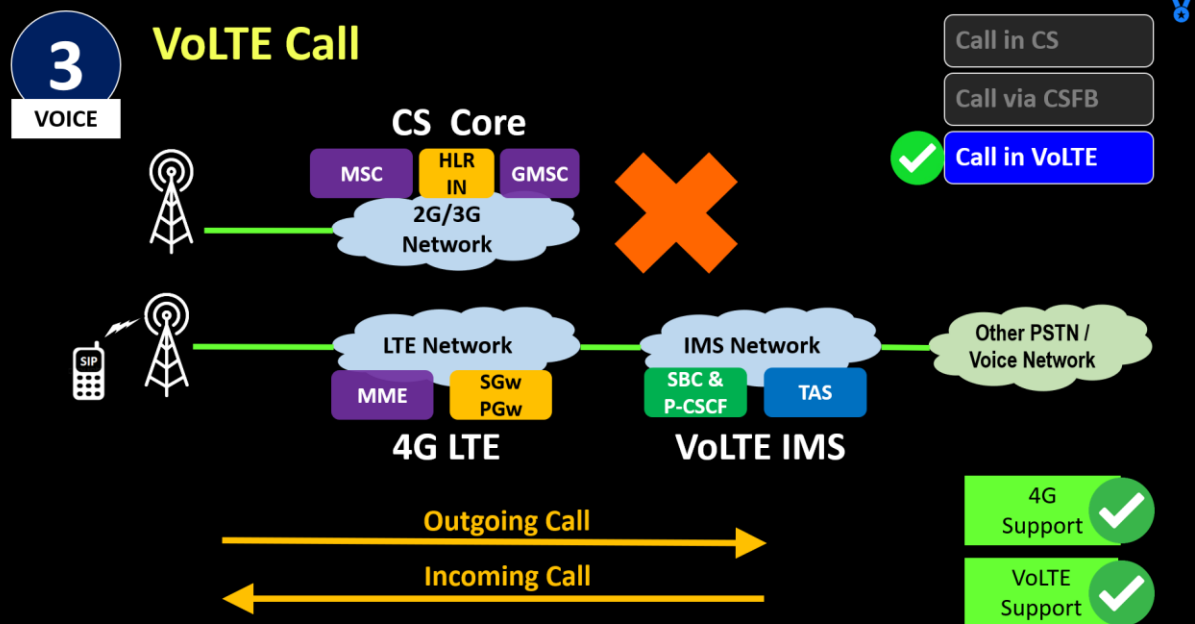 3
VOICE
VoLTE Call
Call in CS
Call via CSFB
Call in VoLTE
CS Core
MSC
HLR
IN
GMSC
2G/3G
Network
SIP
LTE Network
IMS Network
Other PSTN /
Voice Network
MME
SGw
PGw
SBC &
P-CSCF
TAS
4G LTE
VoLTE IMS
Outgoing Call
Incoming Call
4G
Support
VoLTE
Support